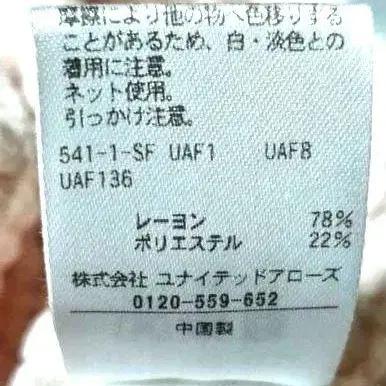 摩擦により他の物へ色移りする
ことがあるため、白・淡色との
着用に注意。
ネット使用。
引っかけ注意。
541-1-SF UAF1 UAF8
UAF136
レーヨン 78%
ポリエステル 22%
株式会社 ユナイテッドアローズ
0120-559-652
中国製